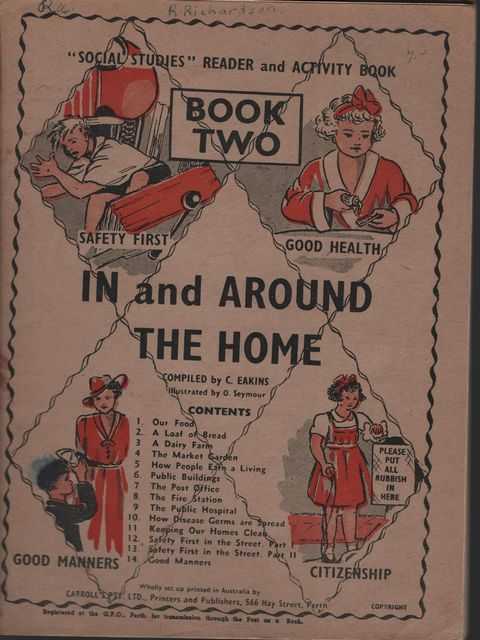 R. Richardson.
"SOCIAL STUDIES" READER and ACTIVITY BOOK
BOOK
TWO
SAFETY FIRST
GOOD HEALTH
IN and AROUND
THE HOME
COMPILED by C. EAKINS
Illustrated by O. Seymour
CONTENTS
1. Our Food
2. A Loaf of Bread
3 A Dairy Farm
4 The Market Garden
5 How People Earn a Living
6 Public Buildings
7 The Post Office
8 The Fire Station
9 The Public Hospital
10 How Disease Germs are Spread
11 Keeping Our Homes Clean
12. Safety First in the Street. Part I
13. Safety First in the Street. Part II
14 Good Manners
PLEASE
PUT
ALL
RUBBISH
IN
HERE
GOOD MANNERS
CITIZENSHIP
Wholly set up printed in Australia by
CARROLL'S PTY. LTD., Printers and Publishers, 566 Hay Street, Perth
COPYRIGHT
Registered at the G.P.O., Perth, for transmission through the Post as a Book.